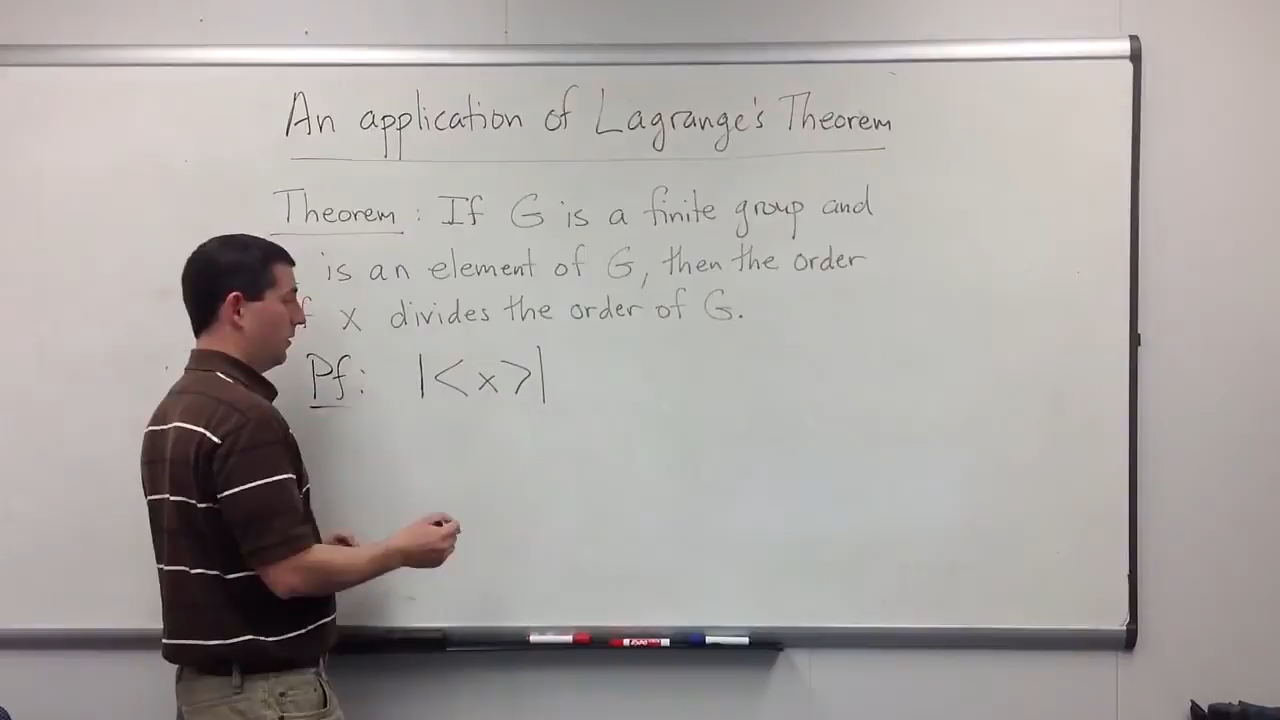 An application of Lagrange's Theorem
Theorem: If G is a finite group and
is an element of G, then the order
f x divides the order of G.
Pf: |<x>|